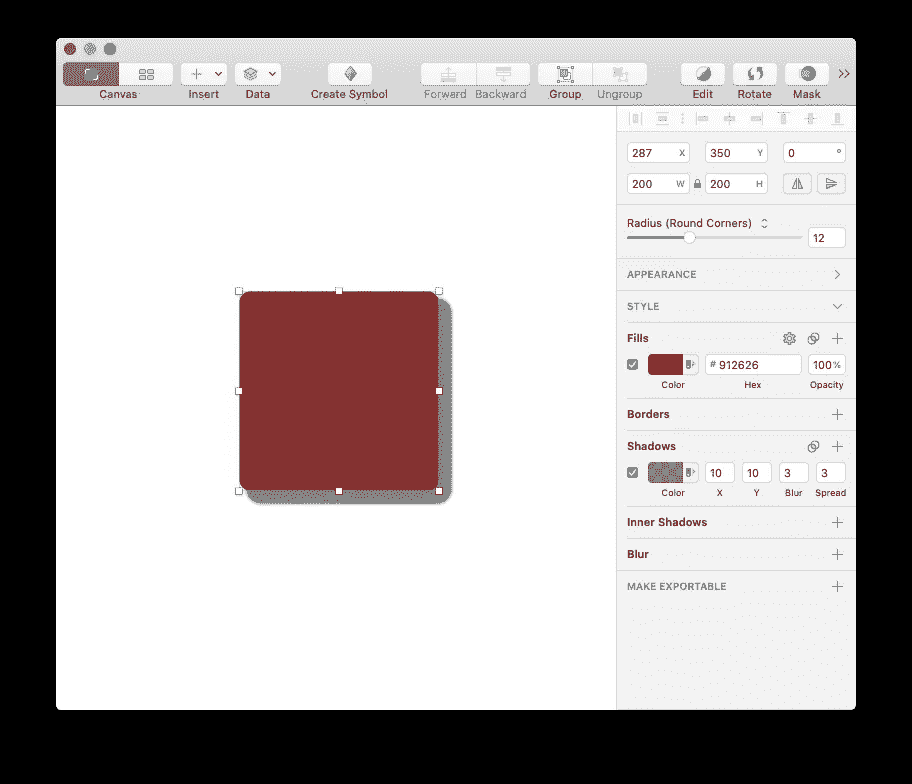 Canvas Insert Data Create Symbol Forward Backward Group Ungroup Edit Rotate Mask
287 X 350 Y 0 °
200 W 200 H
Radius (Round Corners)
12
APPEARANCE
STYLE
Fills
# 912626 100%
Color Hex Opacity
Borders
Shadows
10 10 3 3
Color X Y Blur Spread
Inner Shadows
Blur
MAKE EXPORTABLE